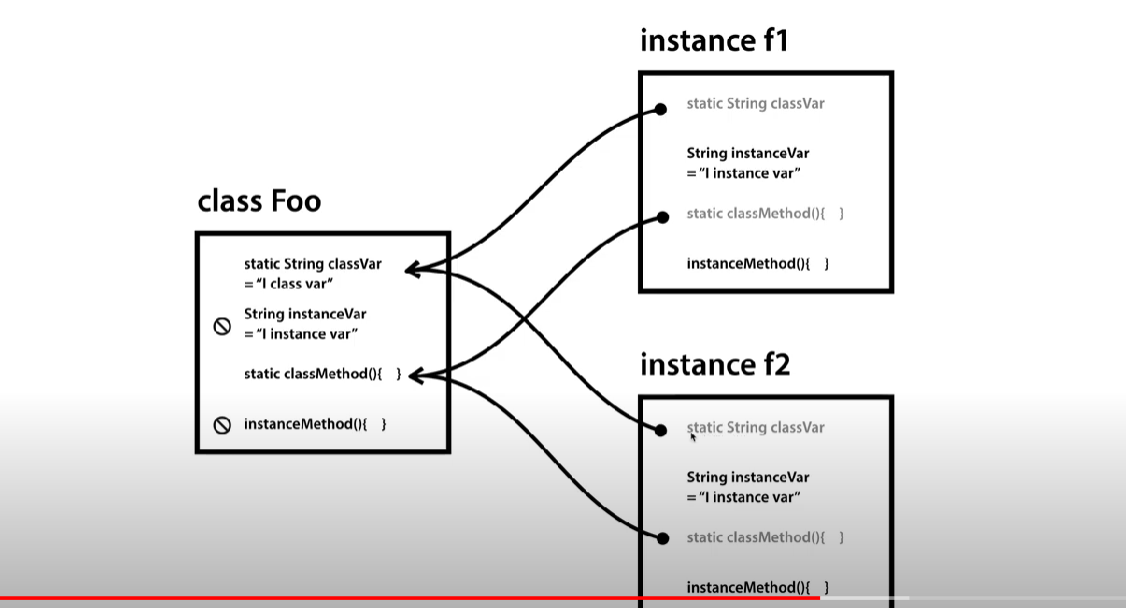 class Foo
static String classVar
= "I class var"
String instanceVar
= "I instance var"
static classMethod(){ }
instanceMethod(){ }
instance f1
static String classVar
String instanceVar
= "I instance var"
static classMethod(){ }
instanceMethod(){ }
instance f2
static String classVar
String instanceVar
= "I instance var"
static classMethod(){ }
instanceMethod(){ }